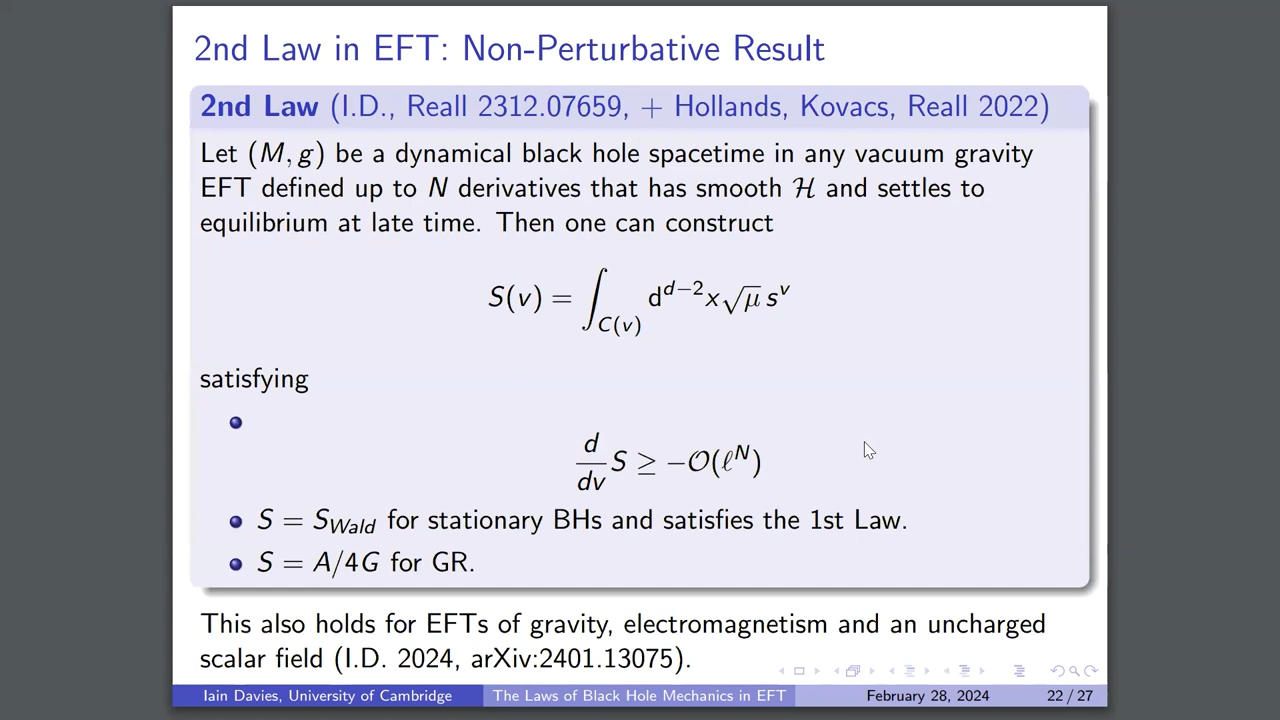 2nd Law in EFT: Non-Perturbative Result
2nd Law (I.D., Reall 2312.07659, + Hollands, Kovacs, Reall 2022)
Let (M, g) be a dynamical black hole spacetime in any vacuum gravity
EFT defined up to N derivatives that has smooth ℋ and settles to
equilibrium at late time. Then one can construct
S(v) = ∫_{C(v)} d^{d−2}x√μ s^v
satisfying
d/dv S ≥ −𝒪(ℓ^N)
S = S_{Wald} for stationary BHs and satisfies the 1st Law.
S = A/4G for GR.
This also holds for EFTs of gravity, electromagnetism and an uncharged
scalar field (I.D. 2024, arXiv:2401.13075).
Iain Davies, University of Cambridge The Laws of Black Hole Mechanics in EFT February 28, 2024 22 / 27